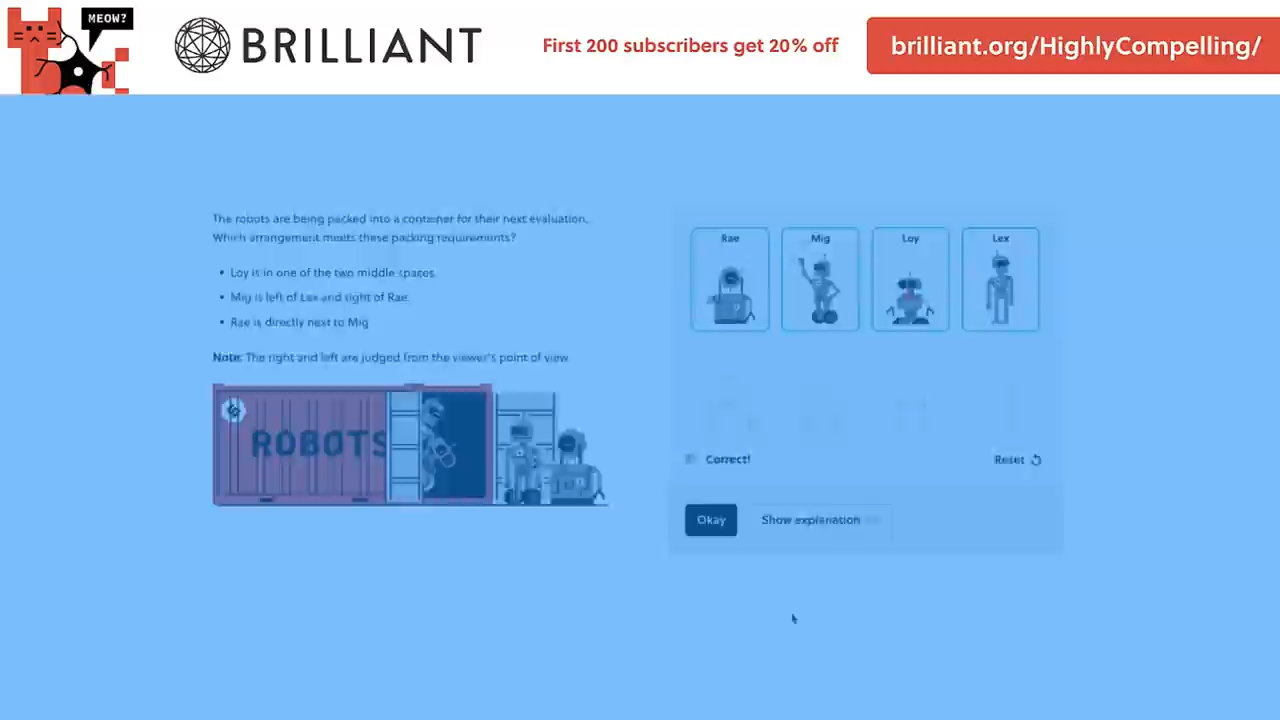 MEOW?
BRILLIANT
First 200 subscribers get 20% off
brilliant.org/HighlyCompelling/
The robots are being packed into a container for their next evaluation.
Which arrangement meets these packing requirements?
• Loy is in one of the two middle spaces.
• Mig is left of Lex and right of Rae.
• Rae is directly next to Mig
Note: The right and left are judged from the viewer's point of view
ROBOTS
Rae Mig Loy Lex
Correct! Reset
Okay Show explanation